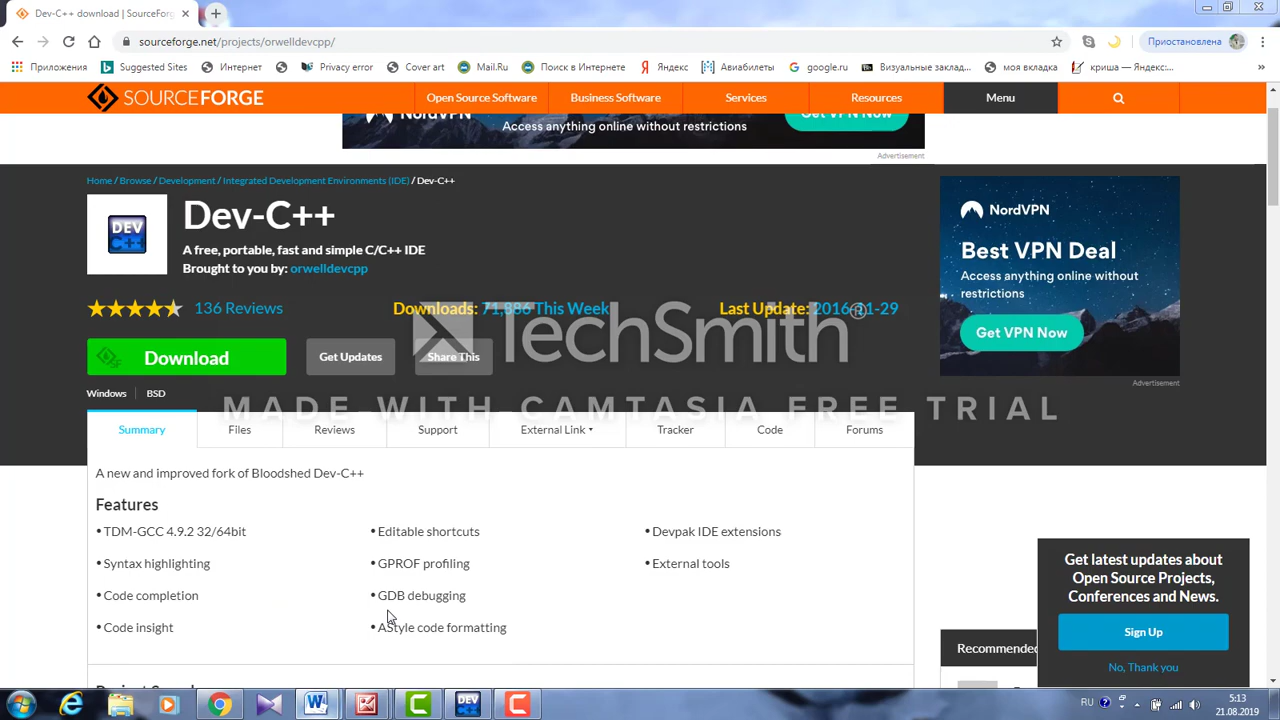 Dev-C++ download | SourceForg
sourceforge.net/projects/orwelldevcpp/
Приостановлена
Приложения
Suggested Sites
Интернет
Privacy error
Cover art
Mail.Ru
Поиск в Интернете
Яндекс
Авиабилеты
google.ru
Визуальные заклад...
моя вкладка
криша — Яндекс:...
SOURCEFORGE
Open Source Software
Business Software
Services
Resources
Menu
NordVPN
Access anything online without restrictions
Get VPN Now
Advertisement
Home / Browse / Development / Integrated Development Environments (IDE) / Dev-C++
DEV
C++
Dev-C++
A free, portable, fast and simple C/C++ IDE
Brought to you by: orwelldevcpp
136 Reviews
Downloads: 71,886 This Week
Last Update: 2016-11-29
SF
Download
Get Updates
Share This
Windows
BSD
NordVPN
Best VPN Deal
Access anything online without
restrictions
Get VPN Now
Advertisement
TechSmith®
MADE-WITH-CAMTASIA FREE TRIAL
Summary
Files
Reviews
Support
External Link
Tracker
Code
Forums
A new and improved fork of Bloodshed Dev-C++
Features
• TDM-GCC 4.9.2 32/64bit
• Syntax highlighting
• Code completion
• Code insight
• Editable shortcuts
• GPROF profiling
• GDB debugging
• AStyle code formatting
• Devpak IDE extensions
• External tools
Get latest updates about
Open Source Projects,
Conferences and News.
Sign Up
No, Thank you
Recommended
RU
5:13
21.08.2019